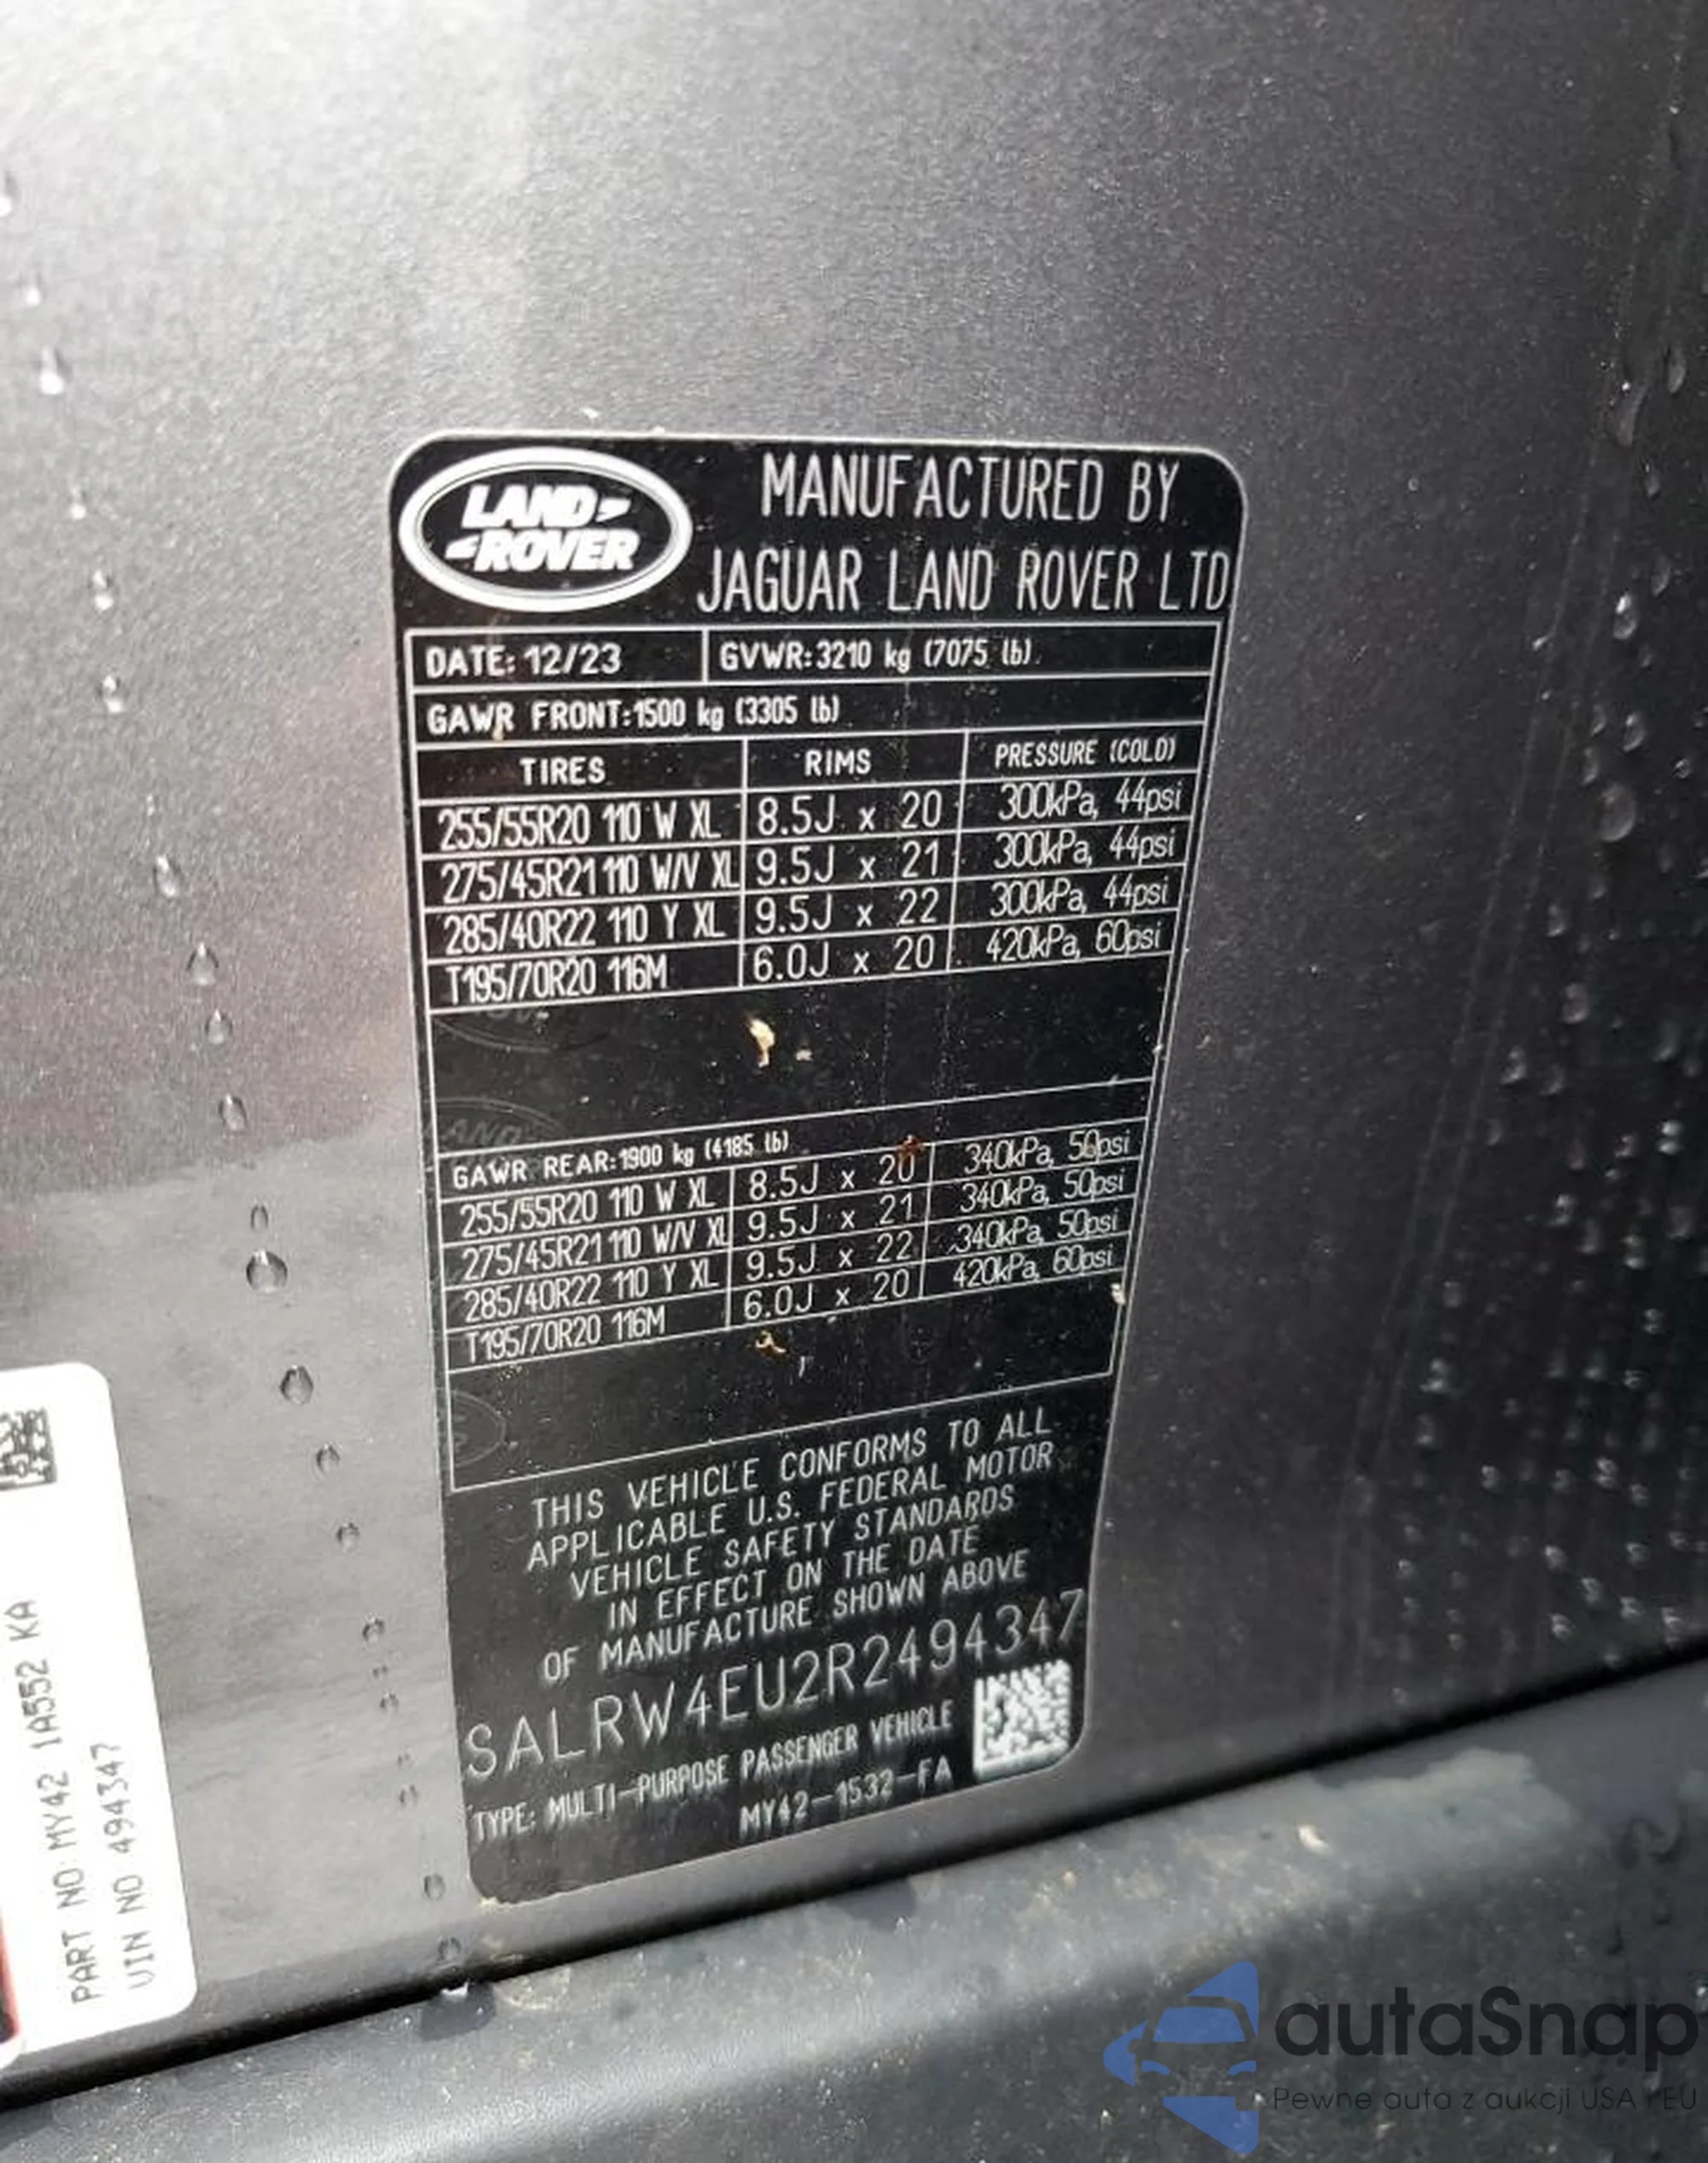 LAND-
-ROVER
MANUFACTURED BY
JAGUAR LAND ROVER LTD
DATE: 12/23 GVWR:3210 kg (7075 lb)
GAWR FRONT:1500 kg (3305 lb)
TIRES RIMS PRESSURE (COLD)
255/55R20 110 W XL 8.5J x 20 300kPa, 44psi
275/45R21 110 W/V XL 9.5J x 21 300kPa, 44psi
285/40R22 110 Y XL 9.5J x 22 300kPa, 44psi
T195/70R20 116M 6.0J x 20 420kPa, 60psi
GAWR REAR:1900 kg (4185 lb)
255/55R20 110 W XL 8.5J x 20 340kPa, 50psi
275/45R21 110 W/V XL 9.5J x 21 340kPa, 50psi
285/40R22 110 Y XL 9.5J x 22 340kPa, 50psi
T195/70R20 116M 6.0J x 20 420kPa, 60psi
THIS VEHICLE CONFORMS TO ALL
APPLICABLE U.S. FEDERAL MOTOR
VEHICLE SAFETY STANDARDS
IN EFFECT ON THE DATE
OF MANUFACTURE SHOWN ABOVE
SALRW4EU2R2494347
TYPE: MULTI-PURPOSE PASSENGER VEHICLE
MY42-1532-FA
PART NO:MY42 1A552 KA
VIN NO 494347
autaSnap
Pewne auto z aukcji USA i EU